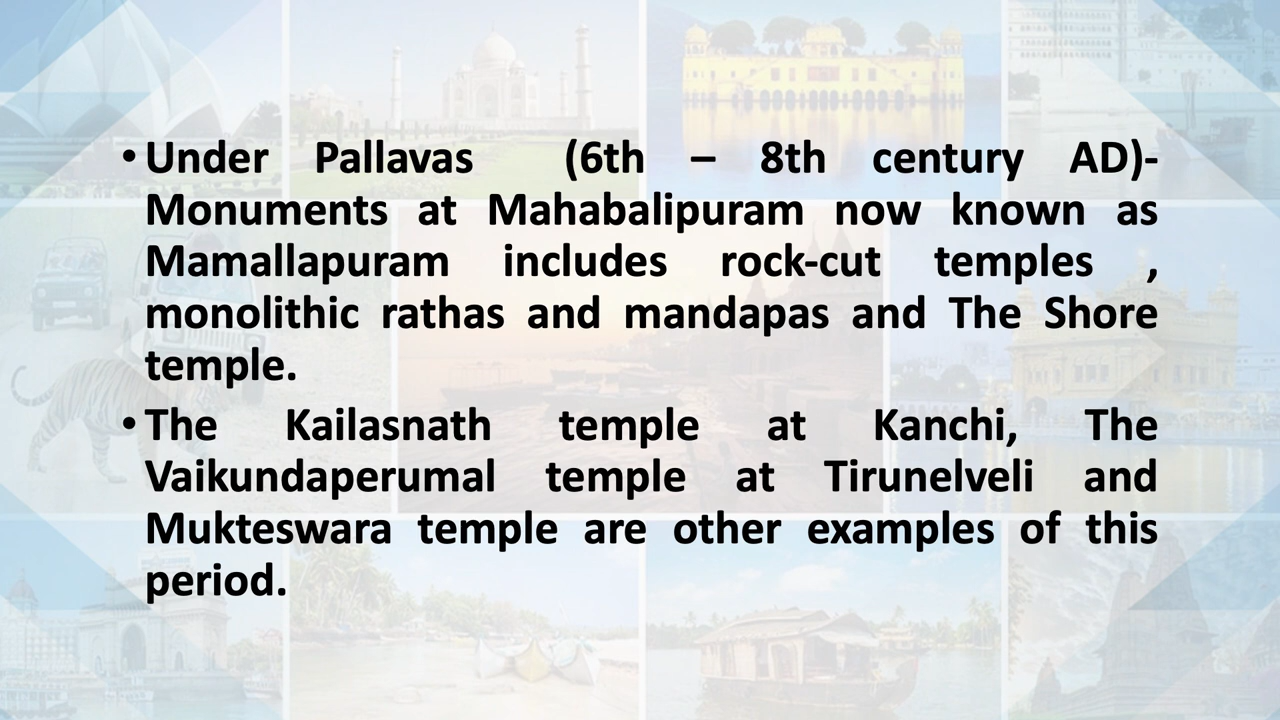 • Under Pallavas (6th – 8th century AD)-
Monuments at Mahabalipuram now known as
Mamallapuram includes rock-cut temples ,
monolithic rathas and mandapas and The Shore
temple.
• The Kailasnath temple at Kanchi, The
Vaikundaperumal temple at Tirunelveli and
Mukteswara temple are other examples of this
period.